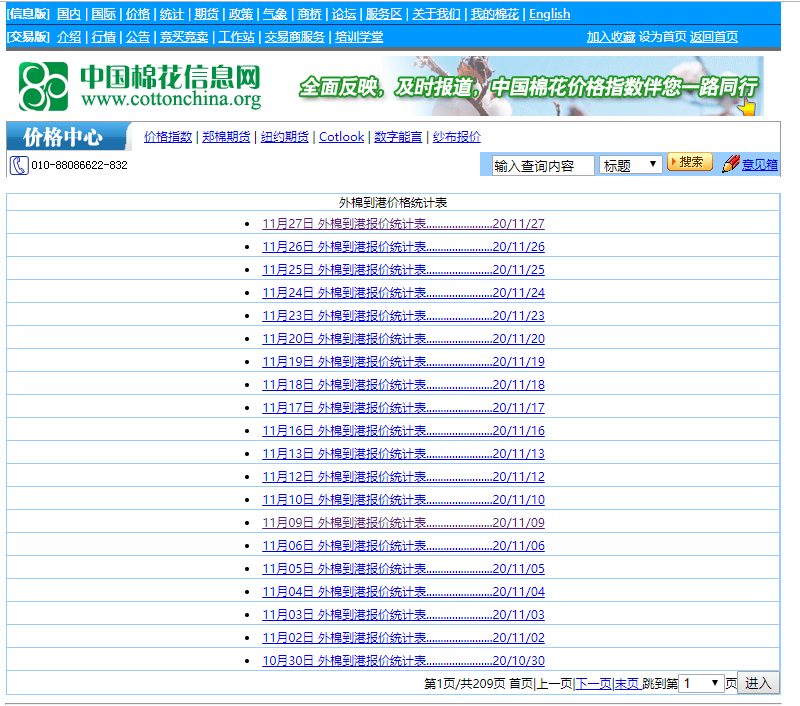 [信息版] 国内 | 国际 | 价格 | 统计 | 期货 | 政策 | 气象 | 商桥 | 论坛 | 服务区 | 关于我们 | 我的棉花 | English
[交易版] 介绍 | 行情 | 公告 | 竞买竞卖 | 工作站 | 交易商服务 | 培训学堂 加入收藏 设为首页 返回首页
中国棉花信息网
www.cottonchina.org
全面反映，及时报道，中国棉花价格指数伴您一路同行
价格中心 价格指数 | 郑棉期货 | 纽约期货 | Cotlook | 数字能言 | 纱布报价
010-88086622-832 输入查询内容 标题 搜索 意见箱
外棉到港价格统计表
11月27日 外棉到港报价统计表......................20/11/27
11月26日 外棉到港报价统计表......................20/11/26
11月25日 外棉到港报价统计表......................20/11/25
11月24日 外棉到港报价统计表......................20/11/24
11月23日 外棉到港报价统计表......................20/11/23
11月20日 外棉到港报价统计表......................20/11/20
11月19日 外棉到港报价统计表......................20/11/19
11月18日 外棉到港报价统计表......................20/11/18
11月17日 外棉到港报价统计表......................20/11/17
11月16日 外棉到港报价统计表......................20/11/16
11月13日 外棉到港报价统计表......................20/11/13
11月12日 外棉到港报价统计表......................20/11/12
11月10日 外棉到港报价统计表......................20/11/10
11月09日 外棉到港报价统计表......................20/11/09
11月06日 外棉到港报价统计表......................20/11/06
11月05日 外棉到港报价统计表......................20/11/05
11月04日 外棉到港报价统计表......................20/11/04
11月03日 外棉到港报价统计表......................20/11/03
11月02日 外棉到港报价统计表......................20/11/02
10月30日 外棉到港报价统计表......................20/10/30
第1页/共209页 首页|上一页|下一页|末页 跳到第 1 页 进入